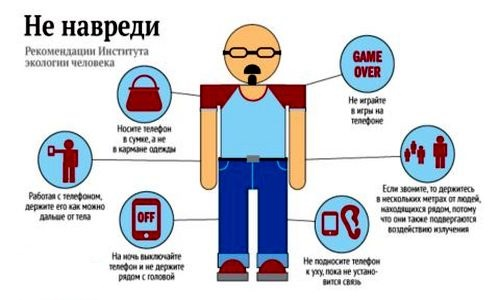 Не навреди
Рекомендации Института
экологии человека
GAME
OVER
Носите телефон
в сумке, а не
в кармане одежды
Не играйте
в игры на
телефоне
Работая с телефоном,
держите его как можно
дальше от тела
Если звоните, то держитесь
в нескольких метрах от людей,
находящихся рядом, потому
что они также подвергаются
воздействию излучения
OFF
На ночь выключайте
телефон и не держите
рядом с головой
Не подносите телефон
к уху, пока не устано-
вится связь